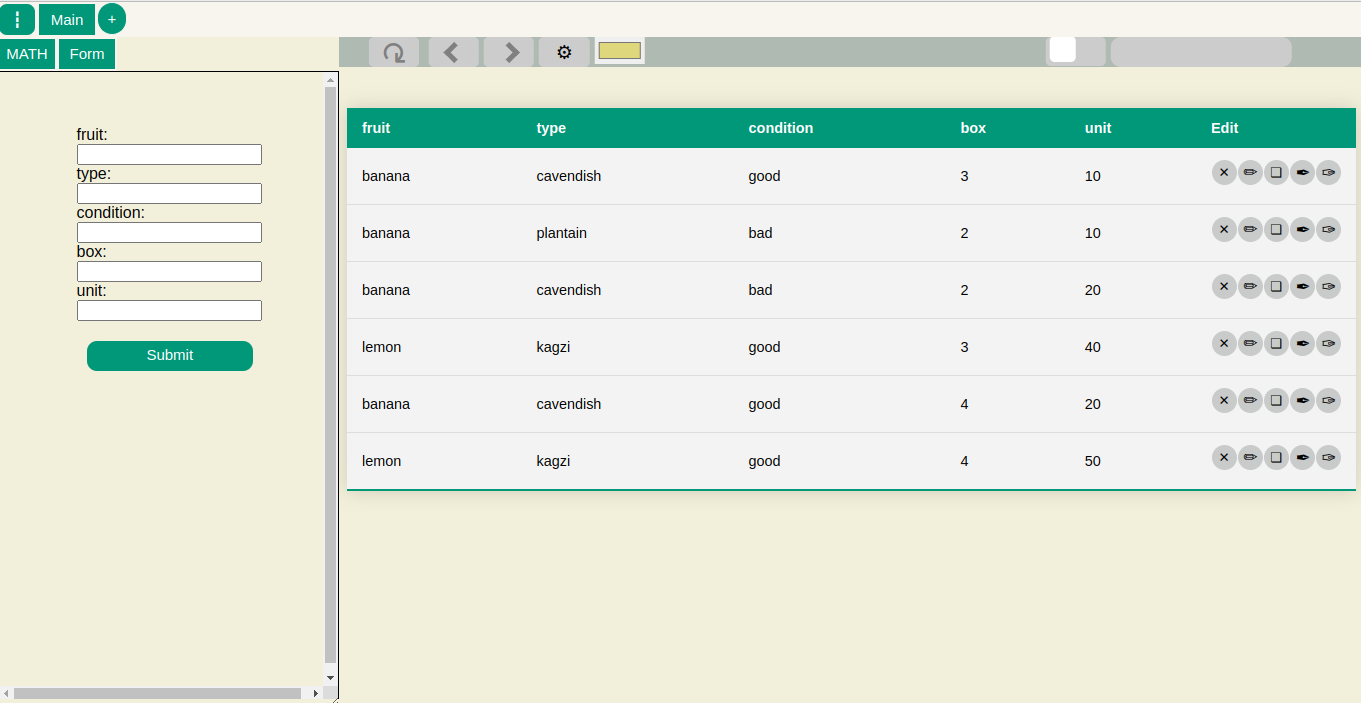 Main +
MATH Form
fruit:
type:
condition:
box:
unit:
Submit
fruit type condition box unit Edit
banana cavendish good 3 10
banana plantain bad 2 10
banana cavendish bad 2 20
lemon kagzi good 3 40
banana cavendish good 4 20
lemon kagzi good 4 50